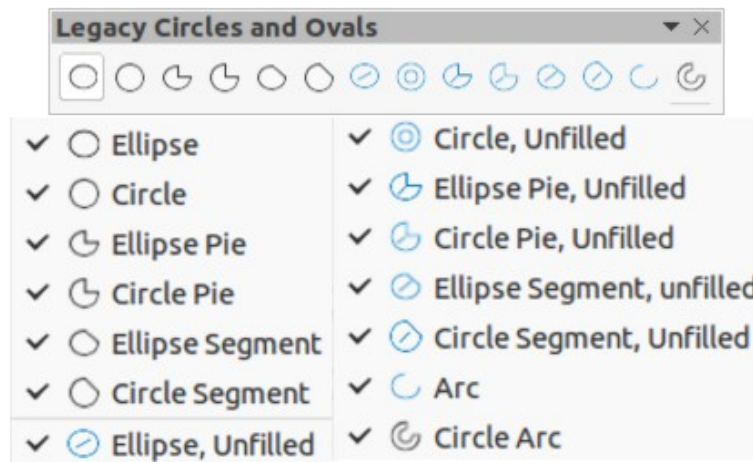 Legacy Circles and Ovals
Ellipse
Circle
Ellipse Pie
Circle Pie
Ellipse Segment
Circle Segment
Ellipse, Unfilled
Circle, Unfilled
Ellipse Pie, Unfilled
Circle Pie, Unfilled
Ellipse Segment, unfilled
Circle Segment, Unfilled
Arc
Circle Arc